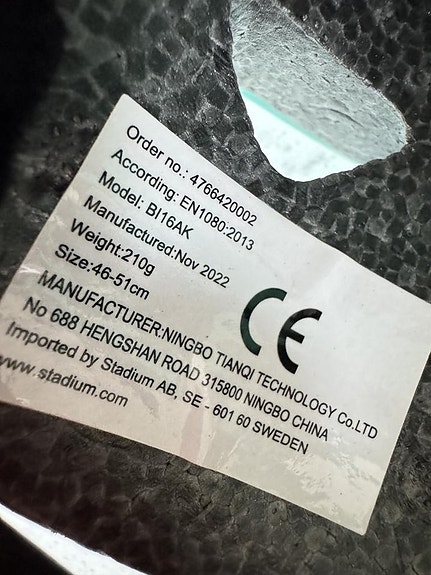 Order no.: 4766420002
According: EN1080:2013
Model: BI16AK
Manufactured:Nov 2022
Weight:210g
Size:46-51cm
CE
MANUFACTURER:NINGBO TIANQI TECHNOLOGY Co.LTD
No 688 HENGSHAN ROAD 315800 NINGBO CHINA
Imported by Stadium AB, SE - 601 60 SWEDEN
www.stadium.com